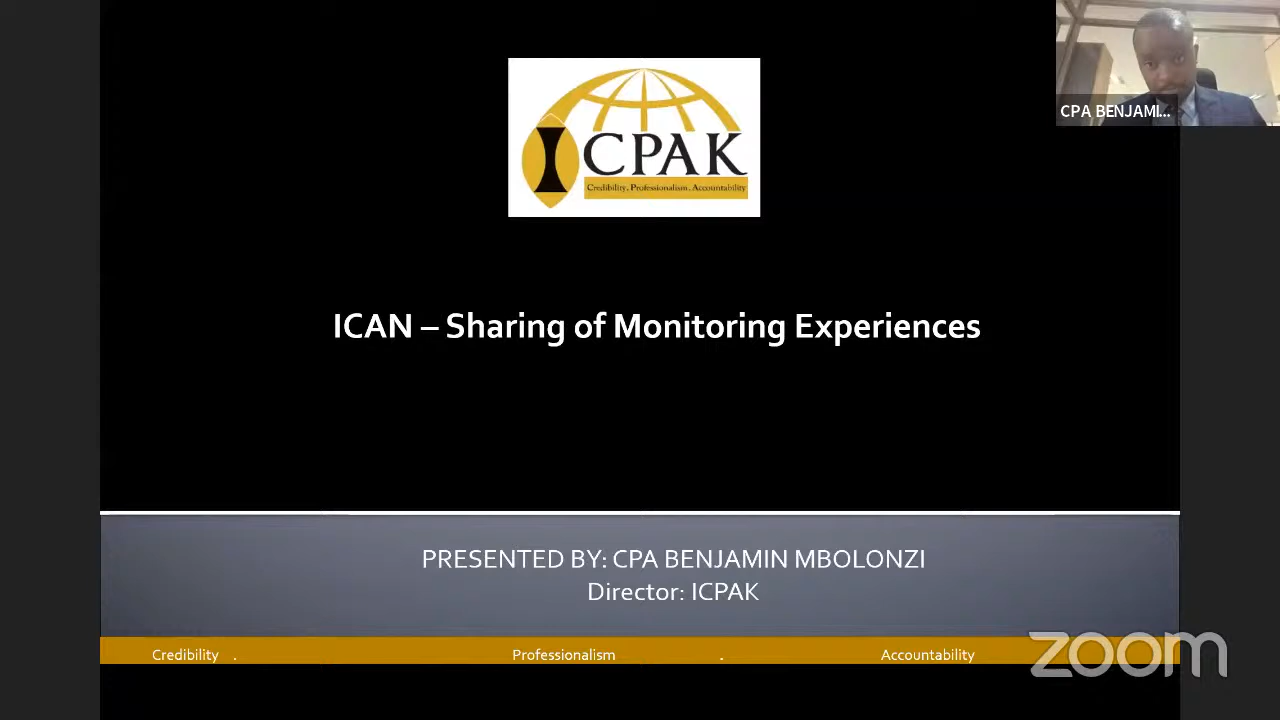 CPA BENJAMI...
ICPAK
Credibility, Professionalism, Accountability
ICAN – Sharing of Monitoring Experiences
PRESENTED BY: CPA BENJAMIN MBOLONZI
Director: ICPAK
Credibility . Professionalism . Accountability
zoom